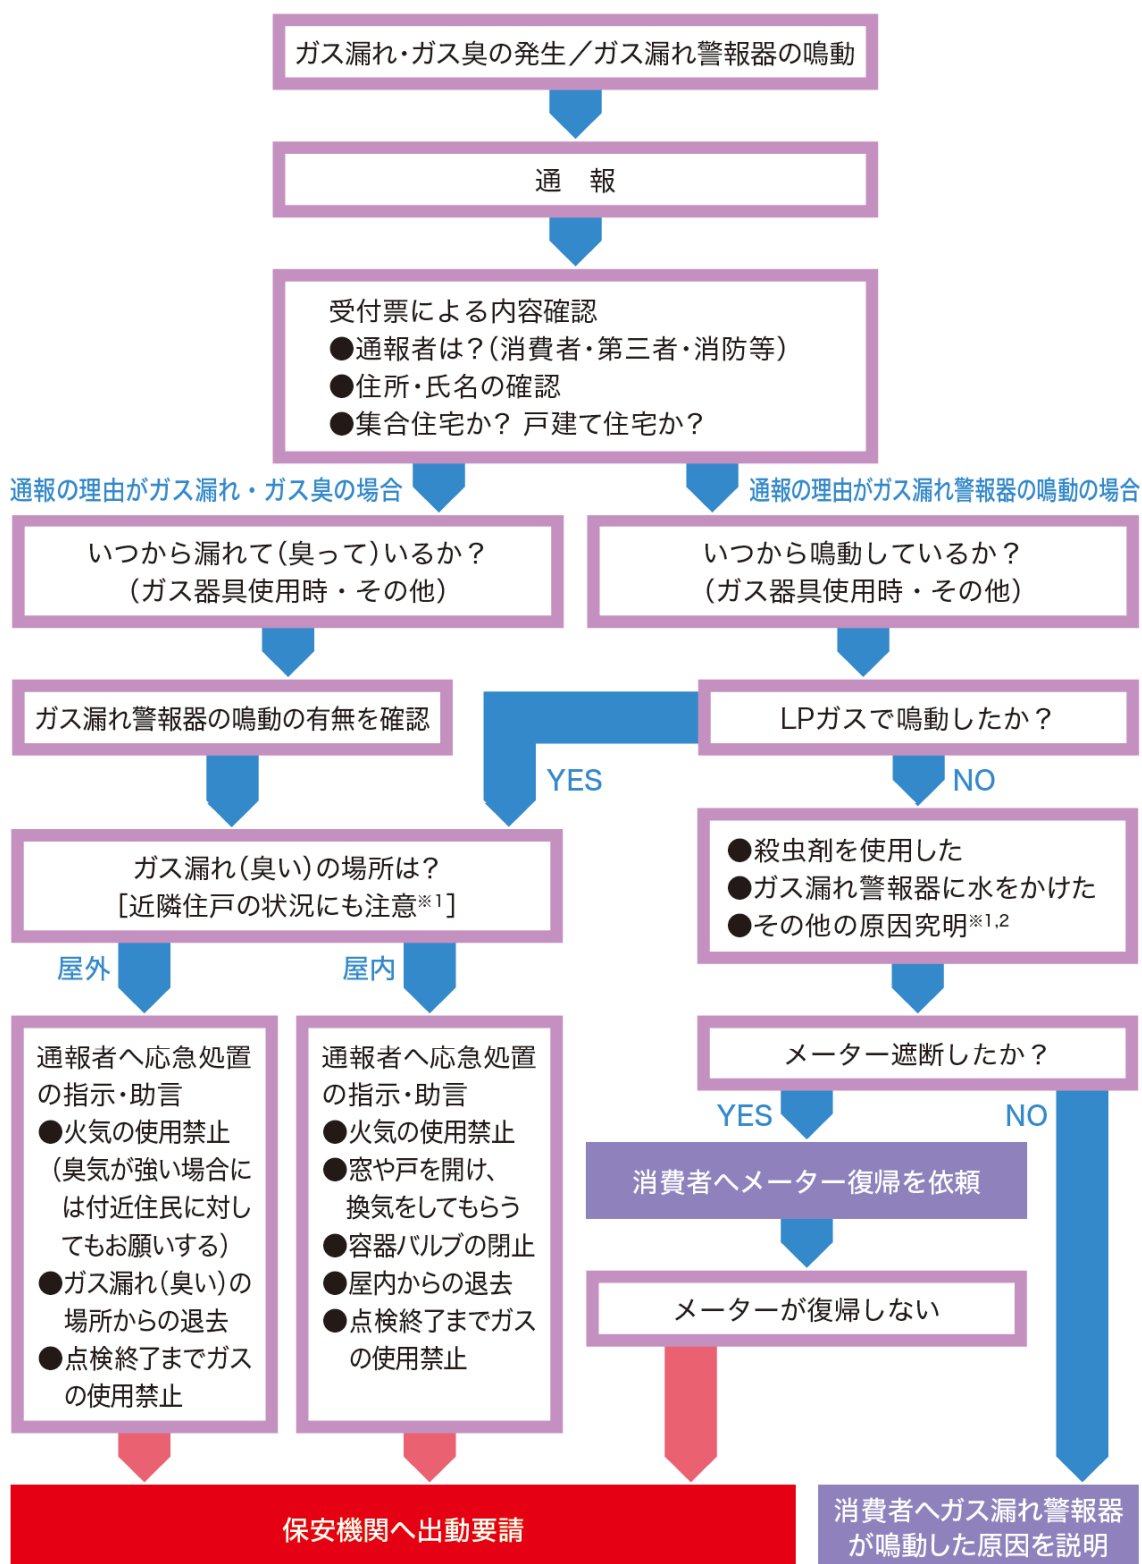 ガス漏れ・ガス臭の発生／ガス漏れ警報器の鳴動
通　報
受付票による内容確認
●通報者は？（消費者・第三者・消防等）
●住所・氏名の確認
●集合住宅か？ 戸建て住宅か？
通報の理由がガス漏れ・ガス臭の場合
通報の理由がガス漏れ警報器の鳴動の場合
いつから漏れて（臭って）いるか？
（ガス器具使用時・その他）
いつから鳴動しているか？
（ガス器具使用時・その他）
ガス漏れ警報器の鳴動の有無を確認
LPガスで鳴動したか？
YES
NO
ガス漏れ（臭い）の場所は？
［近隣住戸の状況にも注意※1］
●殺虫剤を使用した
●ガス漏れ警報器に水をかけた
●その他の原因究明※1,2
屋外
屋内
通報者へ応急処置
の指示・助言
●火気の使用禁止
（臭気が強い場合に
は付近住民に対し
てもお願いする）
●ガス漏れ（臭い）の
場所からの退去
●点検終了までガス
の使用禁止
通報者へ応急処置
の指示・助言
●火気の使用禁止
●窓や戸を開け、
換気をしてもらう
●容器バルブの閉止
●屋内からの退去
●点検終了までガス
の使用禁止
メーター遮断したか？
YES
NO
消費者へメーター復帰を依頼
メーターが復帰しない
保安機関へ出動要請
消費者へガス漏れ警報器
が鳴動した原因を説明